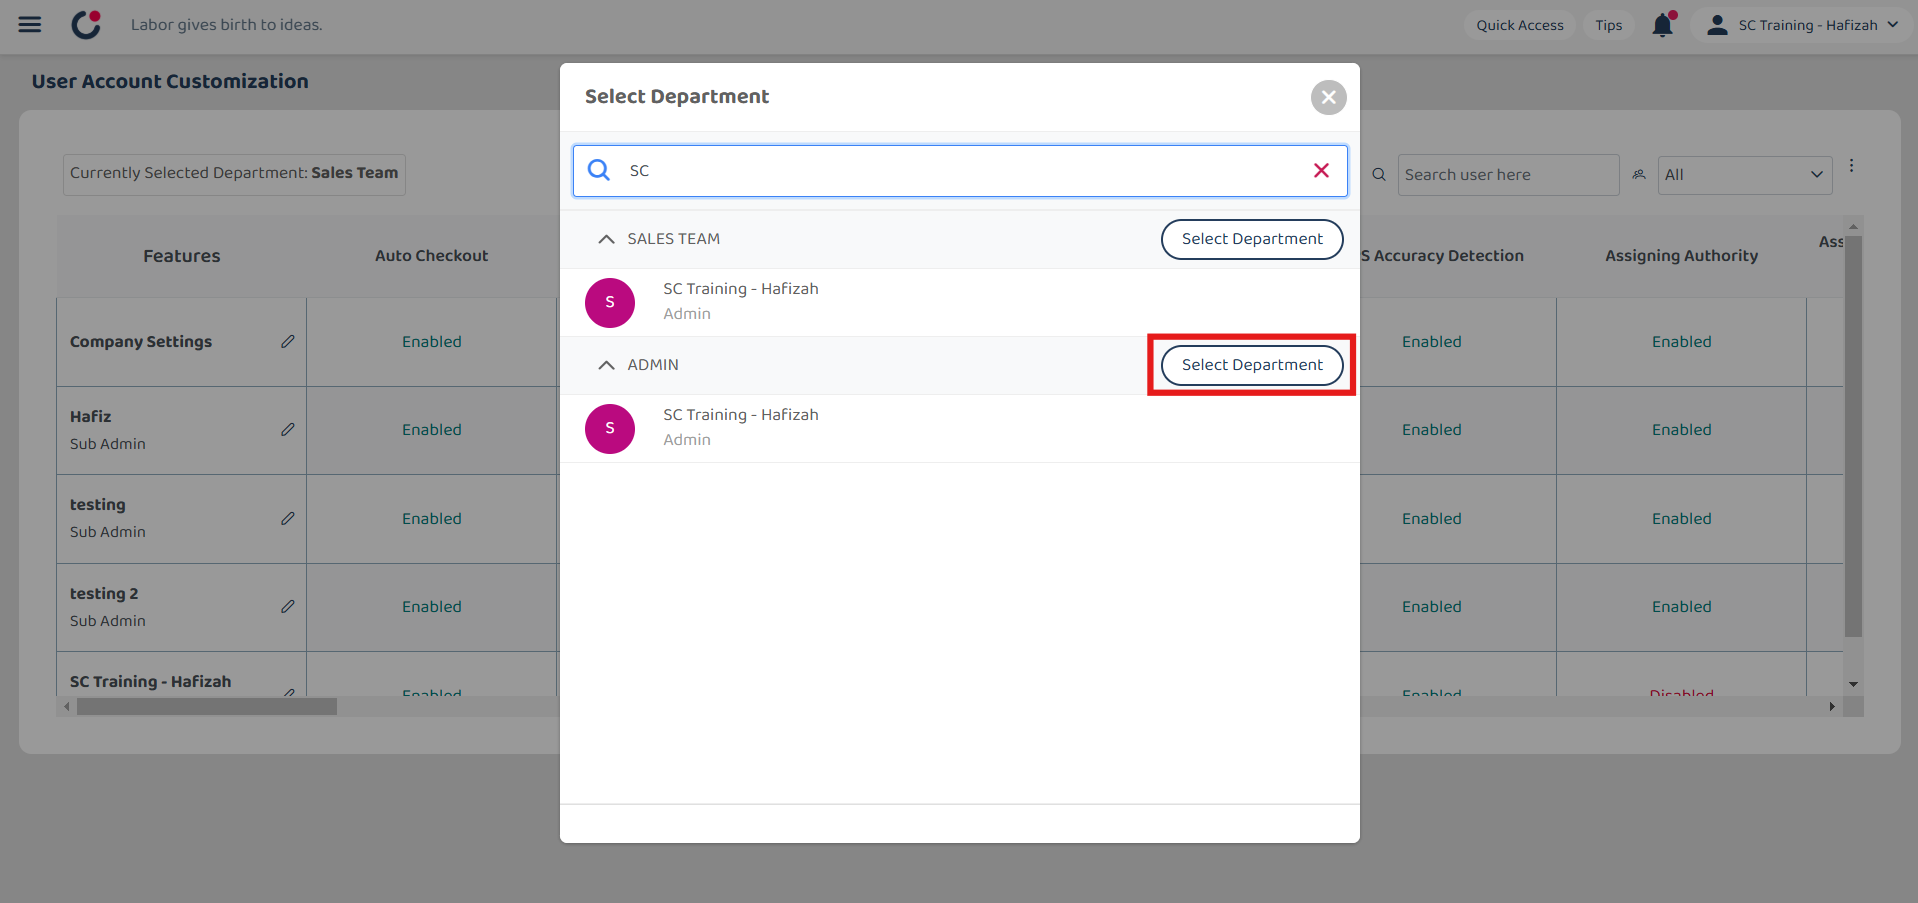 Labor gives birth to ideas.
Quick Access
Tips
SC Training - Hafizah
User Account Customization
Select Department
Currently Selected Department: Sales Team
SC
Search user here
All
SALES TEAM
Select Department
SC Training - Hafizah
Admin
ADMIN
Select Department
SC Training - Hafizah
Admin
Features
Auto Checkout
S Accuracy Detection
Assigning Authority
Ass
Company Settings
Enabled
Enabled
Enabled
Hafiz
Sub Admin
Enabled
Enabled
Enabled
testing
Sub Admin
Enabled
Enabled
Enabled
testing 2
Sub Admin
Enabled
Enabled
Enabled
SC Training - Hafizah
Enabled
Enabled
Disabled
S
S